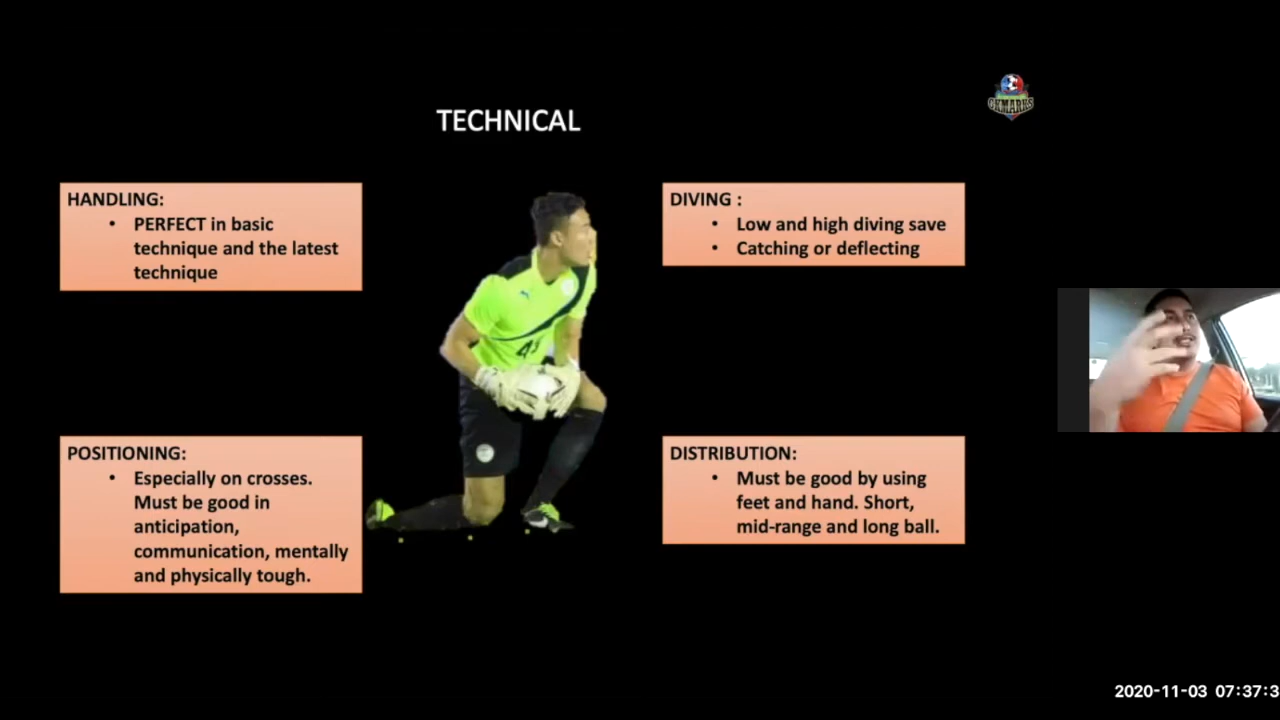 GKMARKS
TECHNICAL
HANDLING:
• PERFECT in basic
technique and the latest
technique
DIVING :
• Low and high diving save
• Catching or deflecting
POSITIONING:
• Especially on crosses.
Must be good in
anticipation,
communication, mentally
and physically tough.
DISTRIBUTION:
• Must be good by using
feet and hand. Short,
mid-range and long ball.
2020-11-03 07:37:3